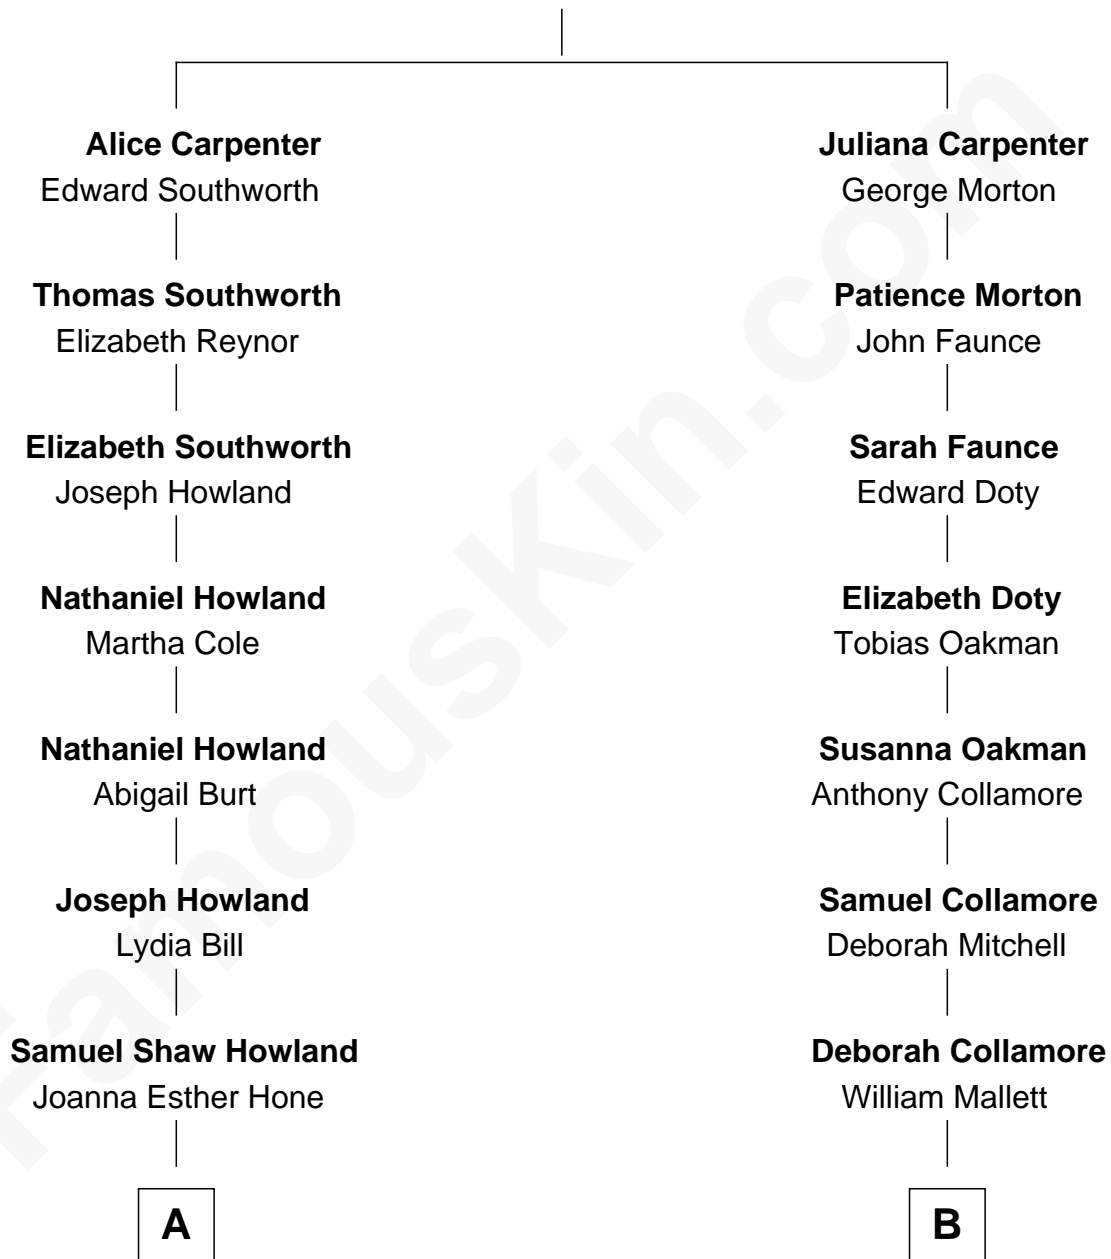 Alice Carpenter
Edward Southworth
Thomas Southworth
Elizabeth Reynor
Elizabeth Southworth
Joseph Howland
Nathaniel Howland
Martha Cole
Nathaniel Howland
Abigail Burt
Joseph Howland
Lydia Bill
Samuel Shaw Howland
Joanna Esther Hone
A
Juliana Carpenter
George Morton
Patience Morton
John Faunce
Sarah Faunce
Edward Doty
Elizabeth Doty
Tobias Oakman
Susanna Oakman
Anthony Collamore
Samuel Collamore
Deborah Mitchell
Deborah Collamore
William Mallett
B
FamousKin.com